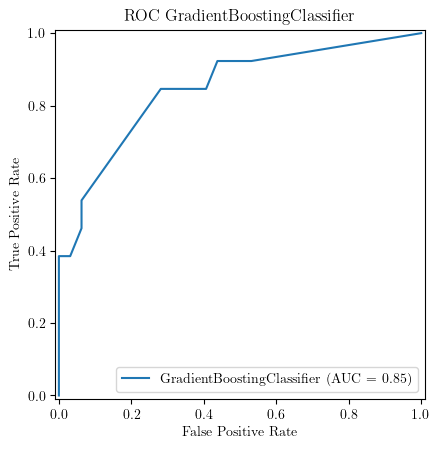 ROC GradientBoostingClassifier
1.0
0.8
0.6
0.4
0.2
0.0
True Positive Rate
GradientBoostingClassifier (AUC = 0.85)
0.0 0.2 0.4 0.6 0.8 1.0
False Positive Rate